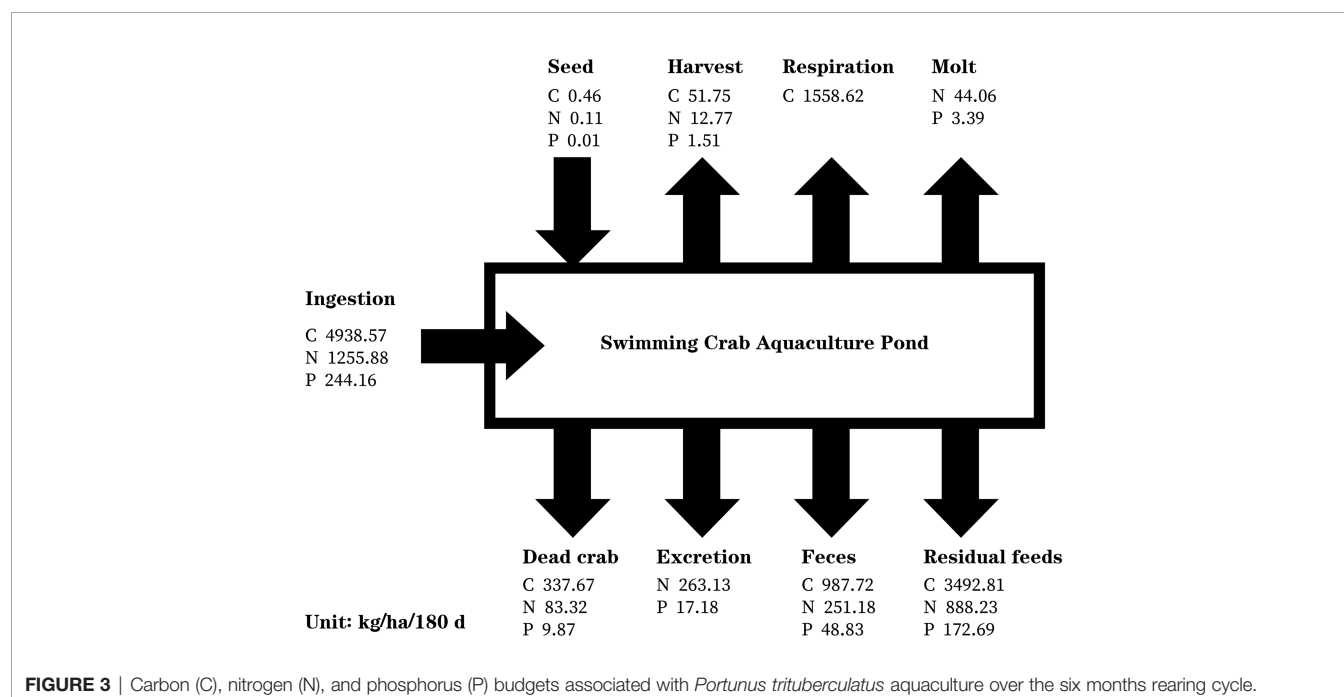 Seed
C 0.46
N 0.11
P 0.01
Harvest
C 51.75
N 12.77
P 1.51
Respiration
C 1558.62
Molt
N 44.06
P 3.39
Ingestion
C 4938.57
N 1255.88
P 244.16
Swimming Crab Aquaculture Pond
Dead crab
C 337.67
N 83.32
P 9.87
Excretion
N 263.13
P 17.18
Feces
C 987.72
N 251.18
P 48.83
Residual feeds
C 3492.81
N 888.23
P 172.69
Unit: kg/ha/180 d
FIGURE 3 | Carbon (C), nitrogen (N), and phosphorus (P) budgets associated with Portunus trituberculatus aquaculture over the six months rearing cycle.